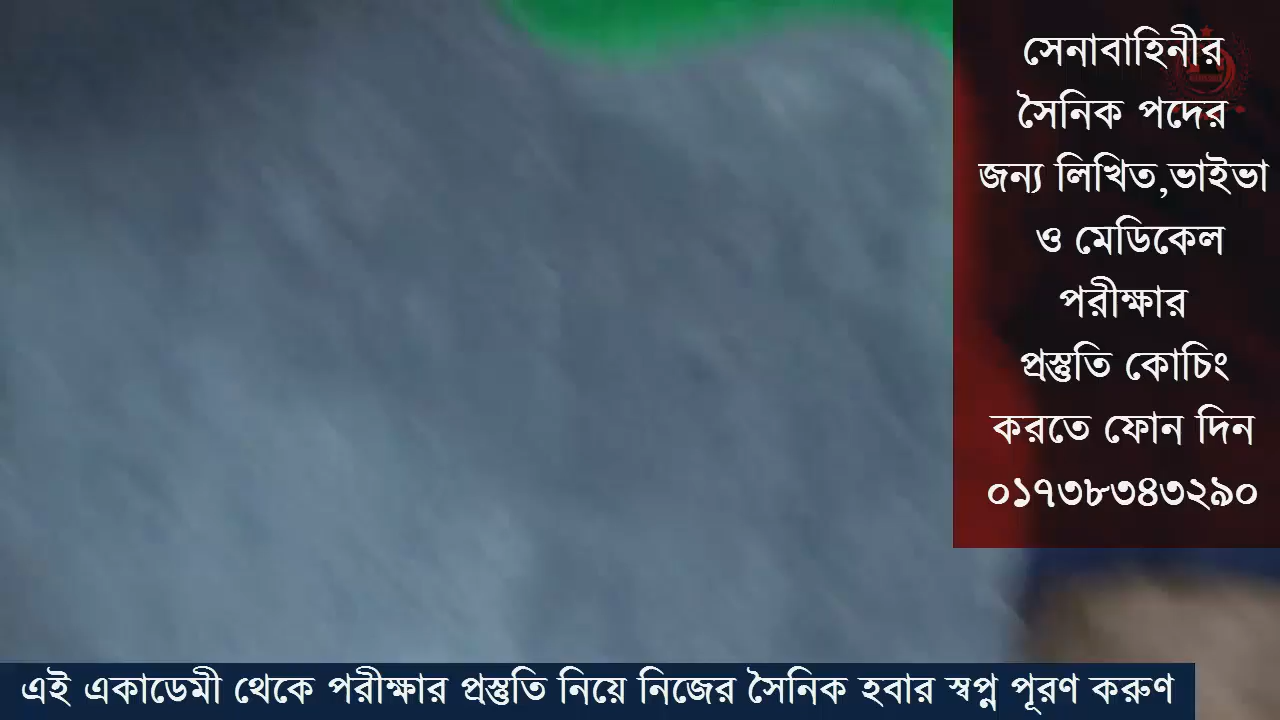 সেনাবাহিনীর
সৈনিক পদের
জন্য লিখিত,ভাইভা
ও মেডিকেল
পরীক্ষার
প্রস্তুতি কোচিং
করতে ফোন দিন
০১৭৩৮৩৪৩২৯০
এই একাডেমী থেকে পরীক্ষার প্রস্তুতি নিয়ে নিজের সৈনিক হবার স্বপ্ন পূরণ করুণ